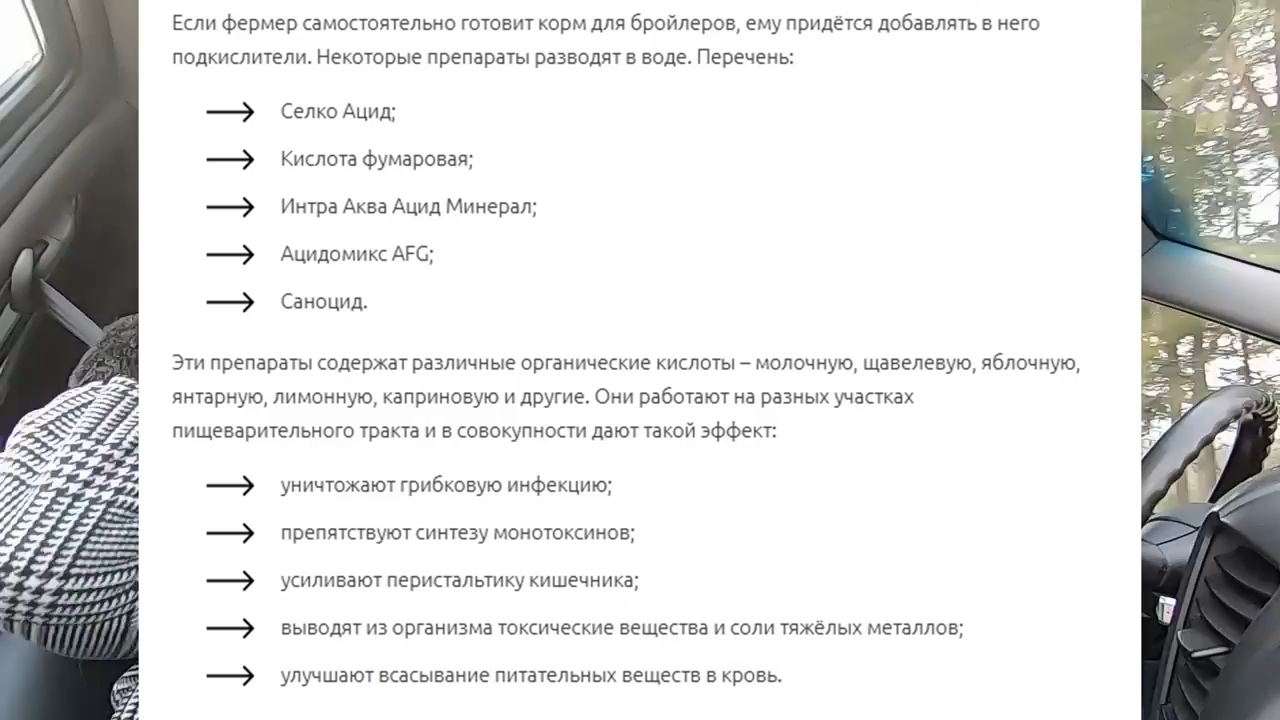 Если фермер самостоятельно готовит корм для бройлеров, ему придётся добавлять в него
подкислители. Некоторые препараты разводят в воде. Перечень:
Селко Ацид;
Кислота фумаровая;
Интра Аква Ацид Минерал;
Ацидомикс AFG;
Саноцид.
Эти препараты содержат различные органические кислоты – молочную, щавелевую, яблочную,
янтарную, лимонную, каприновую и другие. Они работают на разных участках
пищеварительного тракта и в совокупности дают такой эффект:
уничтожают грибковую инфекцию;
препятствуют синтезу монотоксинов;
усиливают перистальтику кишечника;
выводят из организма токсические вещества и соли тяжёлых металлов;
улучшают всасывание питательных веществ в кровь.